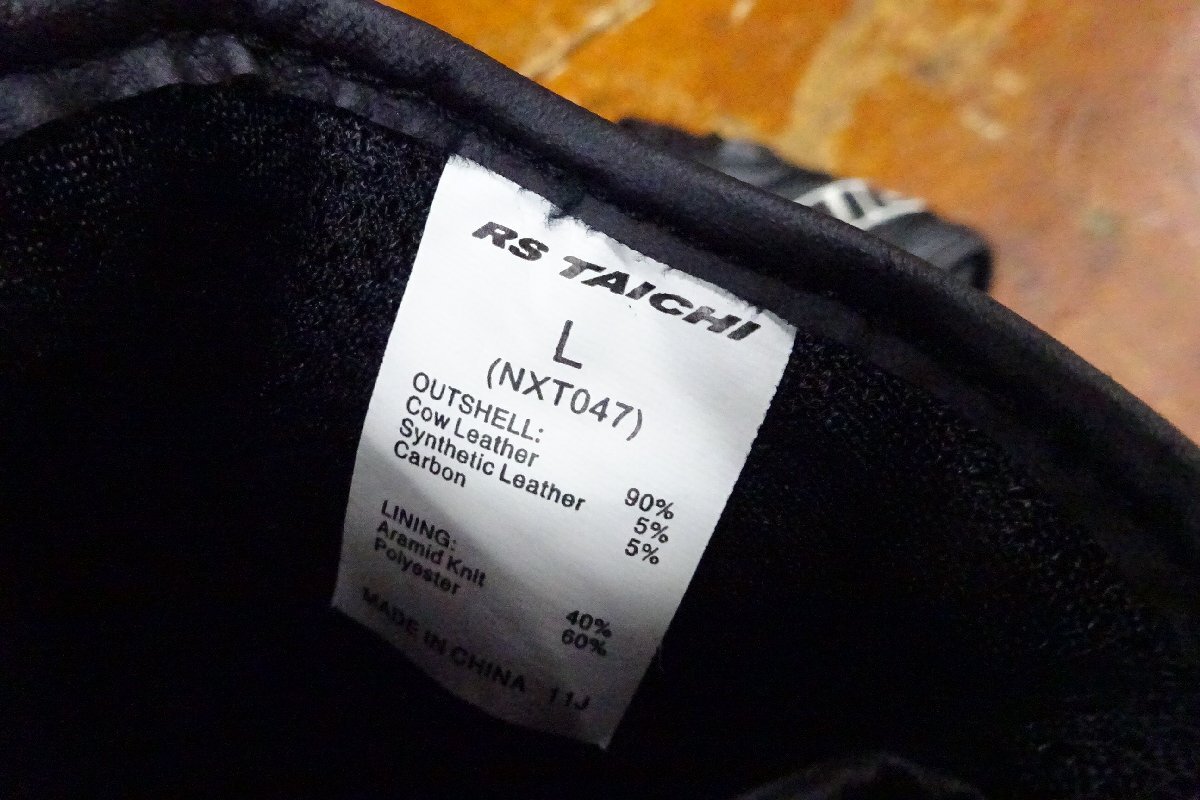 RS TAICHI
L
(NXT047)
OUTSHELL:
Cow Leather 90%
Synthetic Leather 5%
Carbon 5%
LINING:
Aramid Knit 40%
Polyester 60%
MADE IN CHINA 11J